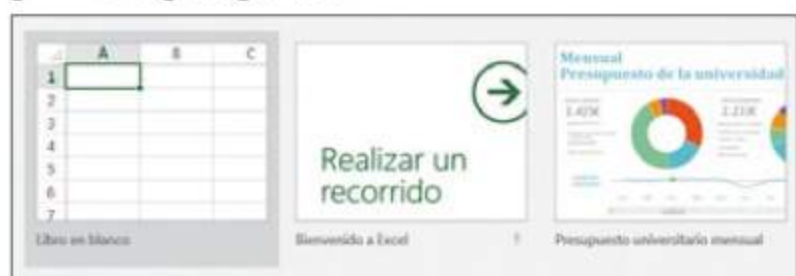 A B C
1
2
3
4
5
6
7
Libro en blanco
Realizar un
recorrido
Bienvenido a Excel
Mensual
Presupuesto de la universidad
Presupuesto universitario mensual